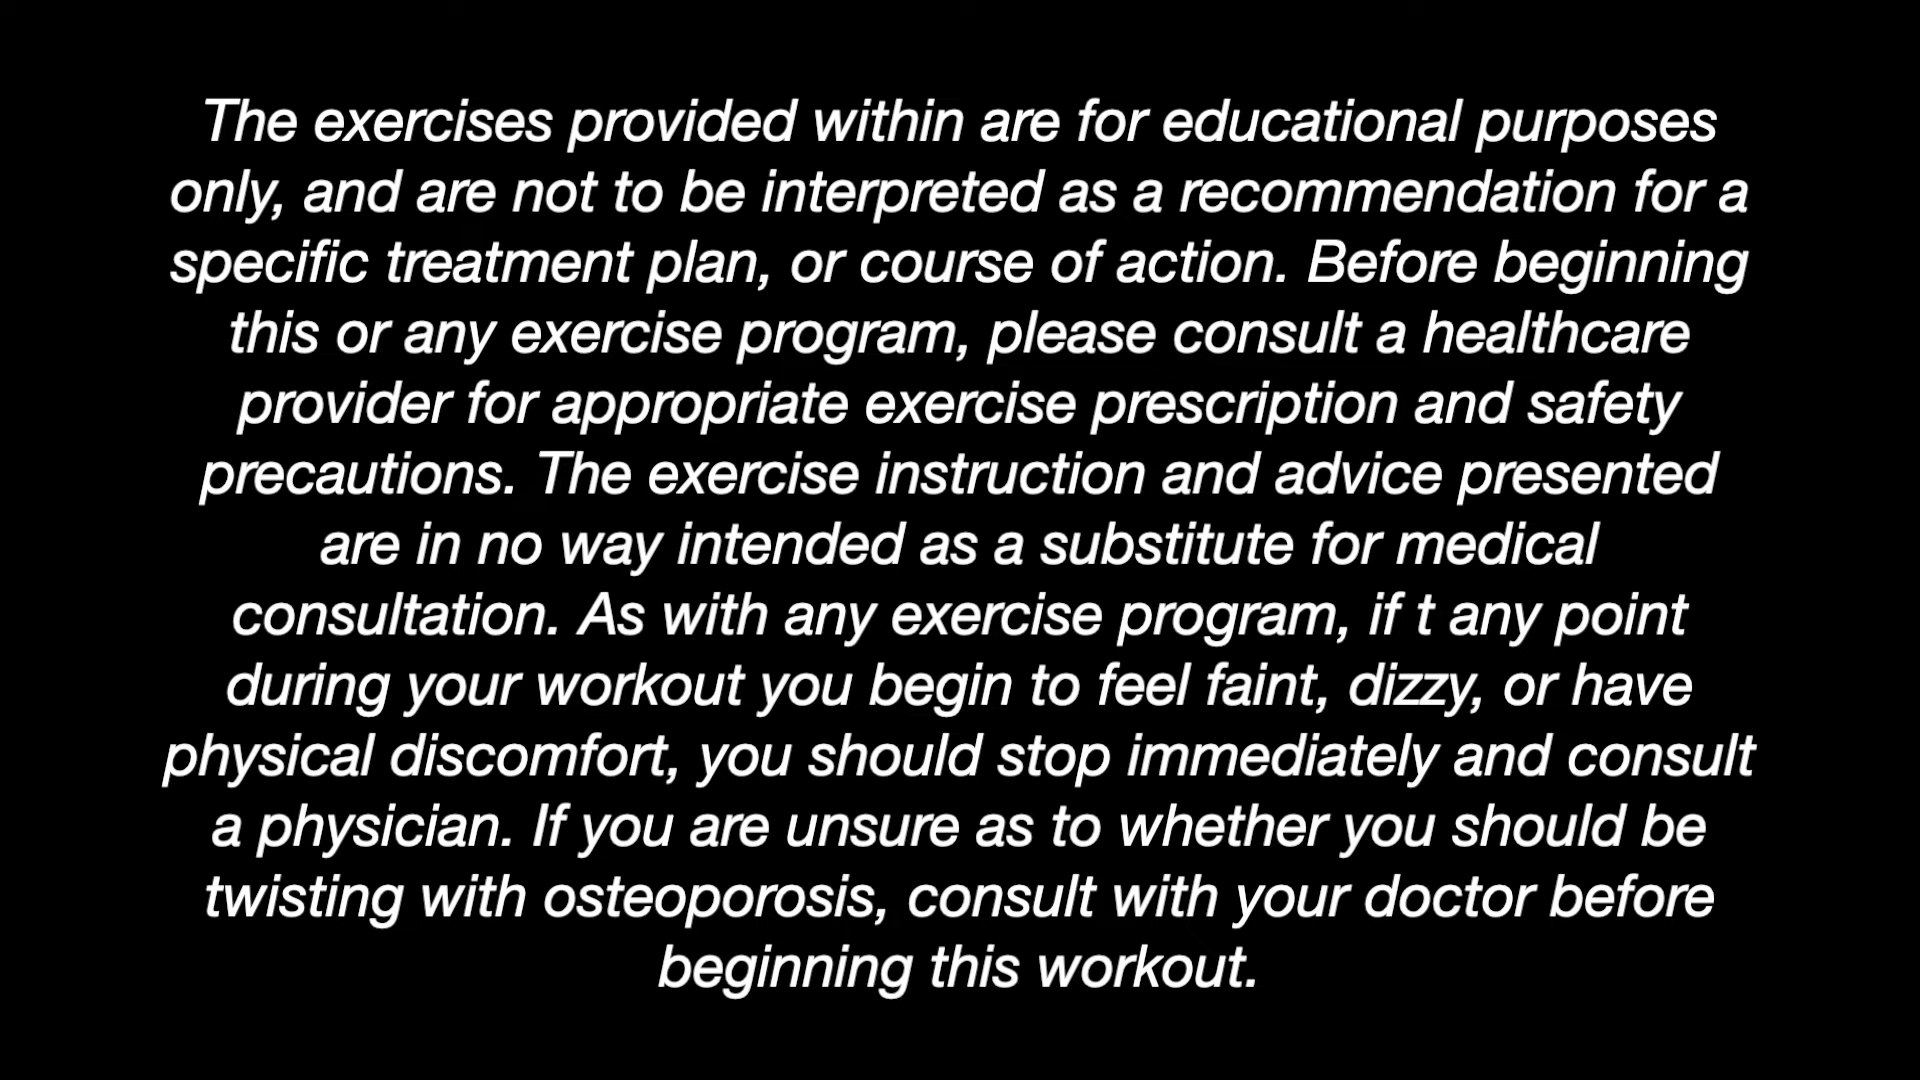 The exercises provided within are for educational purposes
only, and are not to be interpreted as a recommendation for a
specific treatment plan, or course of action. Before beginning
this or any exercise program, please consult a healthcare
provider for appropriate exercise prescription and safety
precautions. The exercise instruction and advice presented
are in no way intended as a substitute for medical
consultation. As with any exercise program, if t any point
during your workout you begin to feel faint, dizzy, or have
physical discomfort, you should stop immediately and consult
a physician. If you are unsure as to whether you should be
twisting with osteoporosis, consult with your doctor before
beginning this workout.